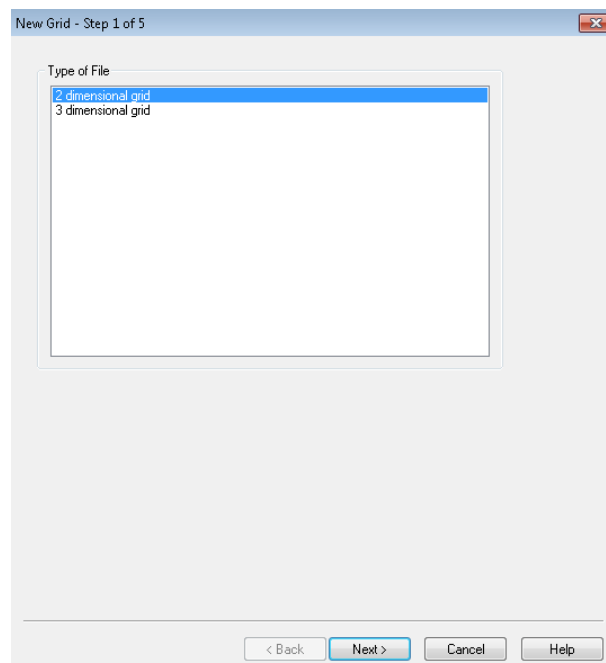 New Grid - Step 1 of 5
Type of File
2 dimensional grid
3 dimensional grid
< Back Next > Cancel Help